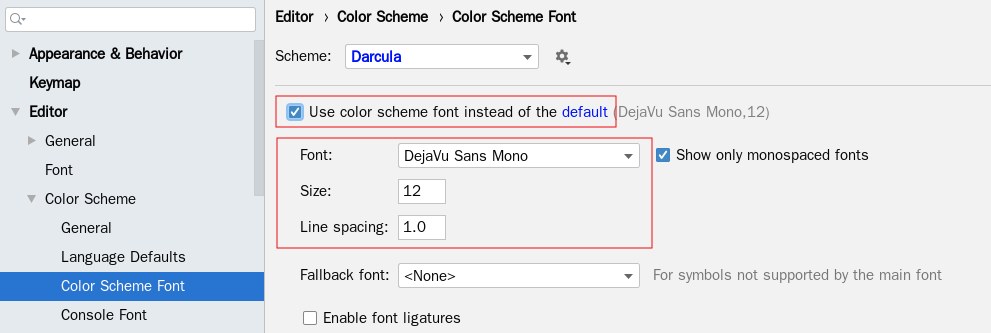 Editor › Color Scheme › Color Scheme Font
Appearance & Behavior
Keymap
Editor
General
Font
Color Scheme
General
Language Defaults
Color Scheme Font
Console Font
Scheme: Darcula
Use color scheme font instead of the default (DejaVu Sans Mono,12)
Font: DejaVu Sans Mono Show only monospaced fonts
Size: 12
Line spacing: 1.0
Fallback font: <None> For symbols not supported by the main font
Enable font ligatures